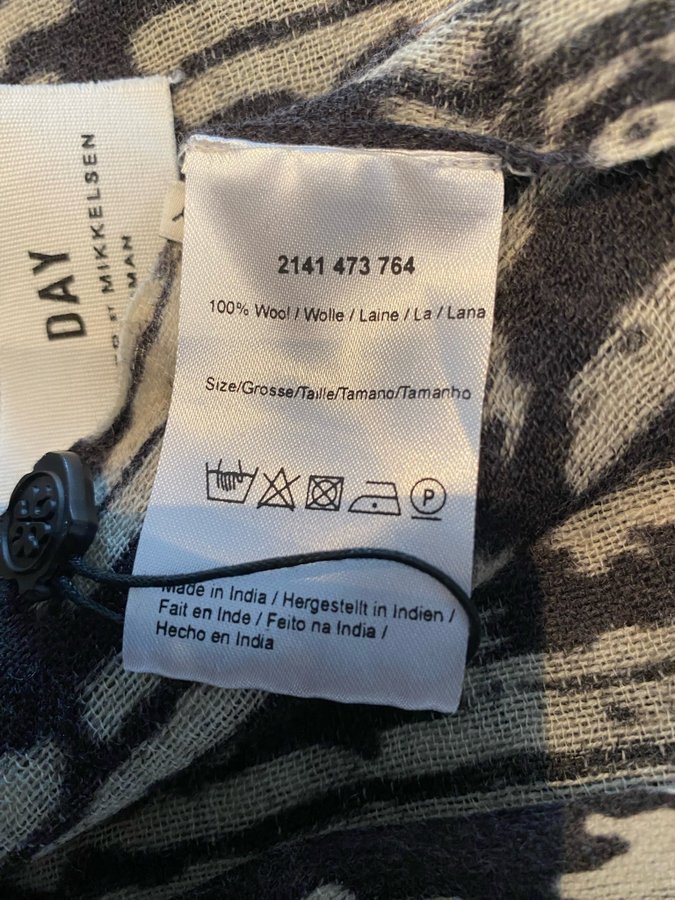 DAY
MIKKELSEN
MAN
2141 473 764
100% Wool / Wolle / Laine / La / Lana
Size/Grosse/Taille/Tamano/Tamanho
P
Made in India / Hergestellt in Indien /
Fait en Inde / Feito na India /
Hecho en India